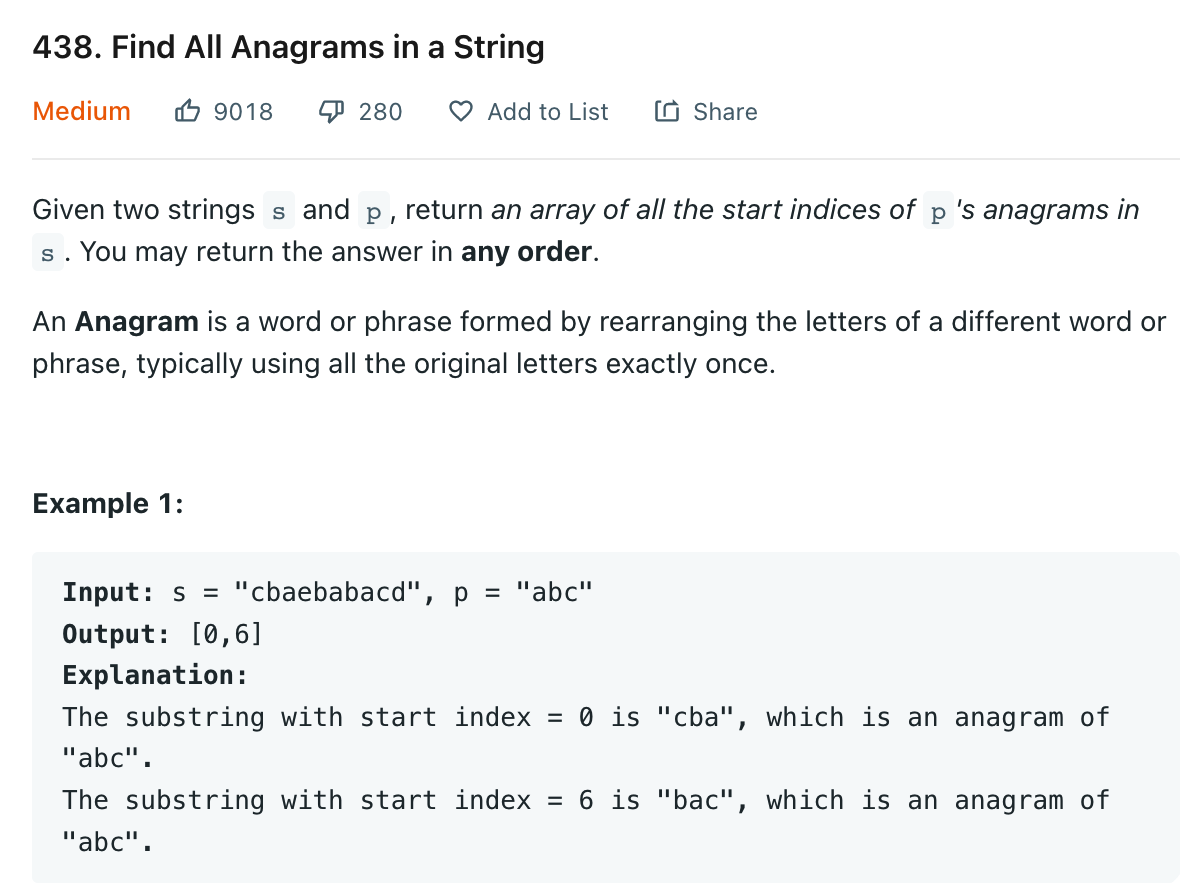 438. Find All Anagrams in a String
Medium 9018 280 Add to List Share
Given two strings s and p, return an array of all the start indices of p's anagrams in
s. You may return the answer in any order.
An Anagram is a word or phrase formed by rearranging the letters of a different word or
phrase, typically using all the original letters exactly once.
Example 1:
Input: s = "cbaebabacd", p = "abc"
Output: [0,6]
Explanation:
The substring with start index = 0 is "cba", which is an anagram of
"abc".
The substring with start index = 6 is "bac", which is an anagram of
"abc".